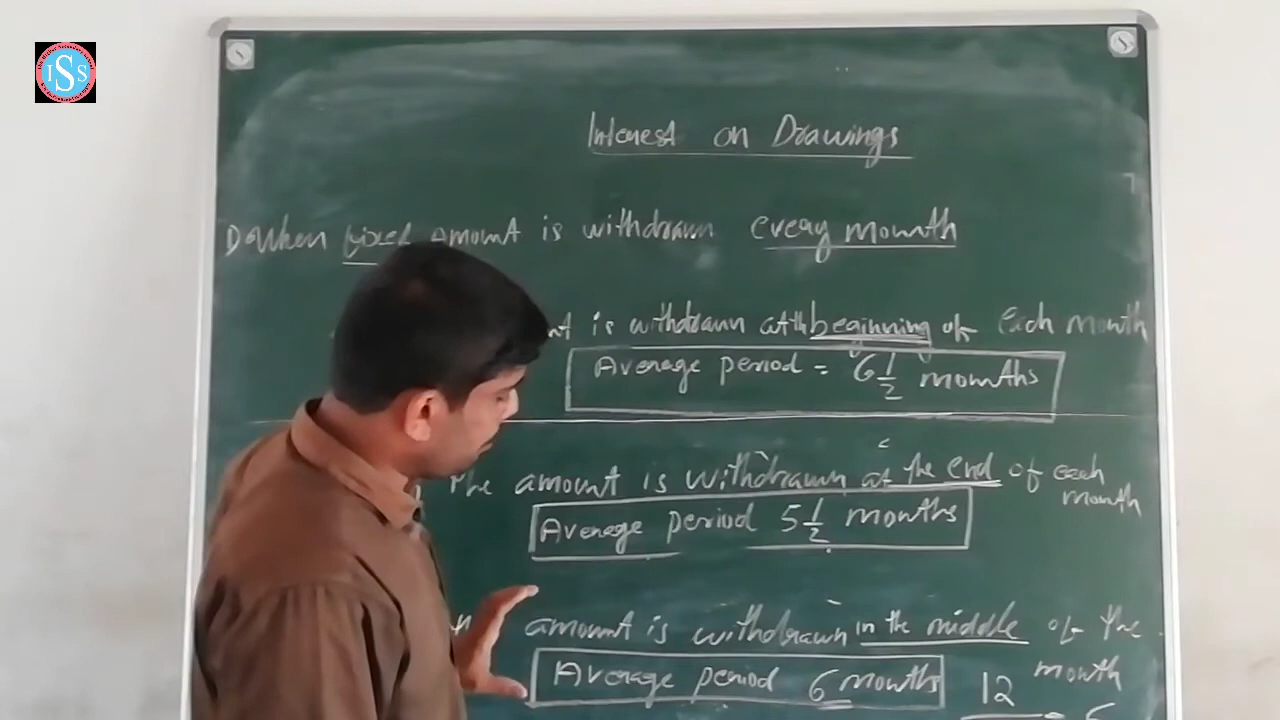 ISS
Interest on Drawings
When fixed amount is withdrawn every month
is withdrawn at the beginning of each month
Average period = 6 1/2 months
the amount is withdrawn at the end of each
month
Average period 5 1/2 months
amount is withdrawn in the middle of the
month
Average period 6 months
12